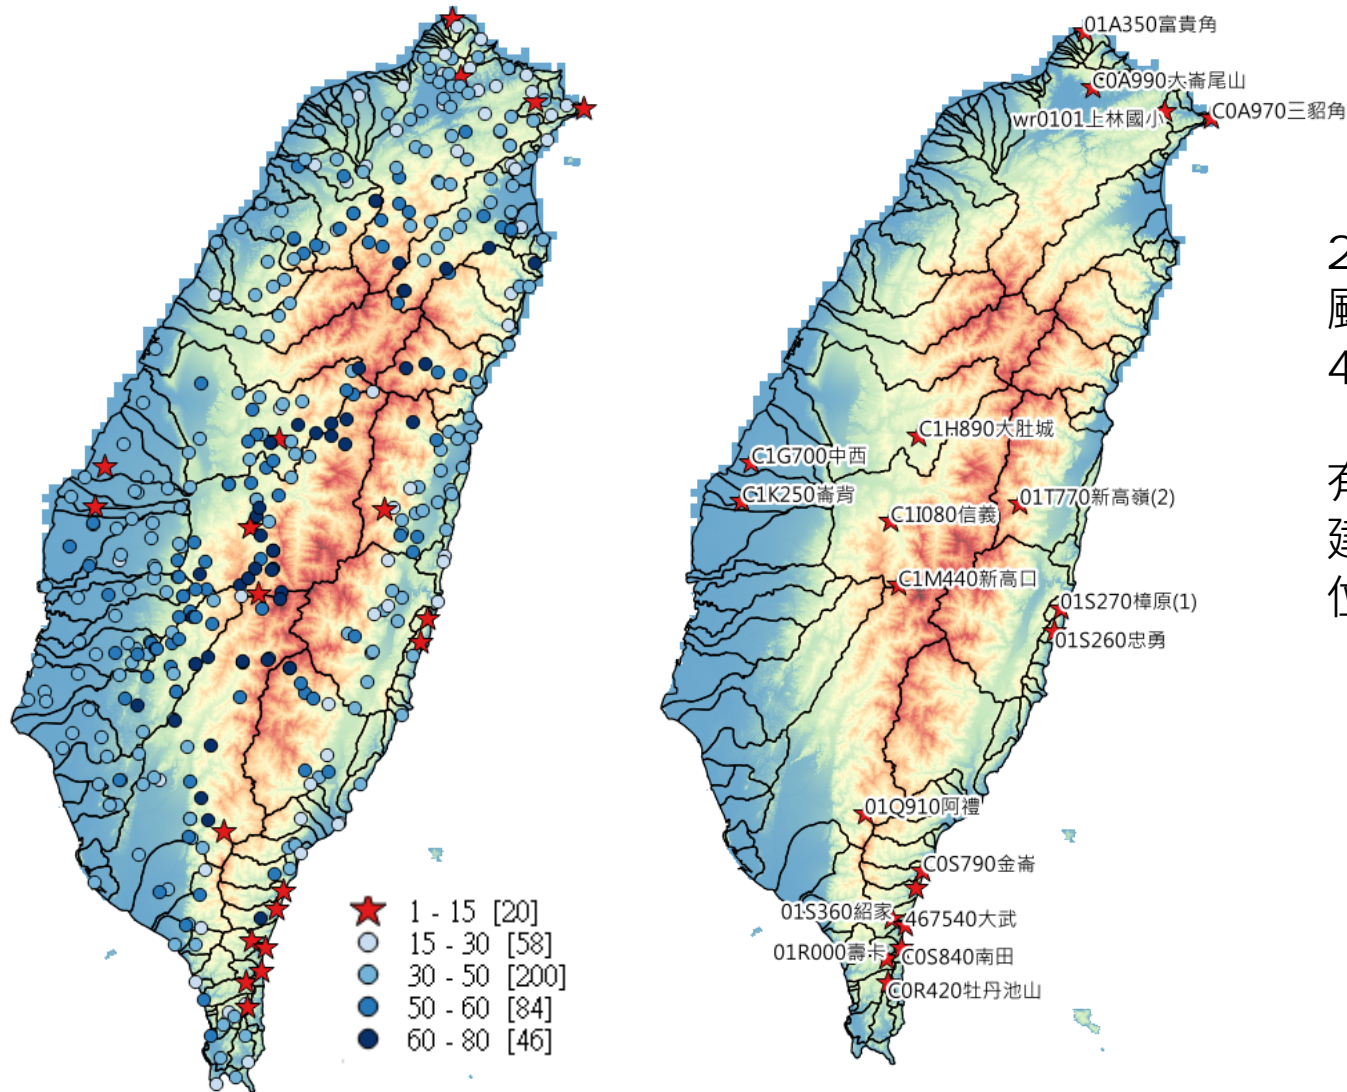 01A350富貴角
C0A990大崙尾山
wr0101上林國小
C0A970三貂角
C1H890大肚城
C1G700中西
C1K250崙背
01T770新高嶺(2)
C1I080信義
C1M440新高口
01S270樟原(1)
01S260忠勇
01Q910阿禮
C0S790金崙
01S360紹家
467540大武
01R000壽卡
C0S840南田
C0R420牡丹池山
1 - 15 [20]
15 - 30 [58]
30 - 50 [200]
50 - 60 [84]
60 - 80 [46]
2
風
4
有
建
位